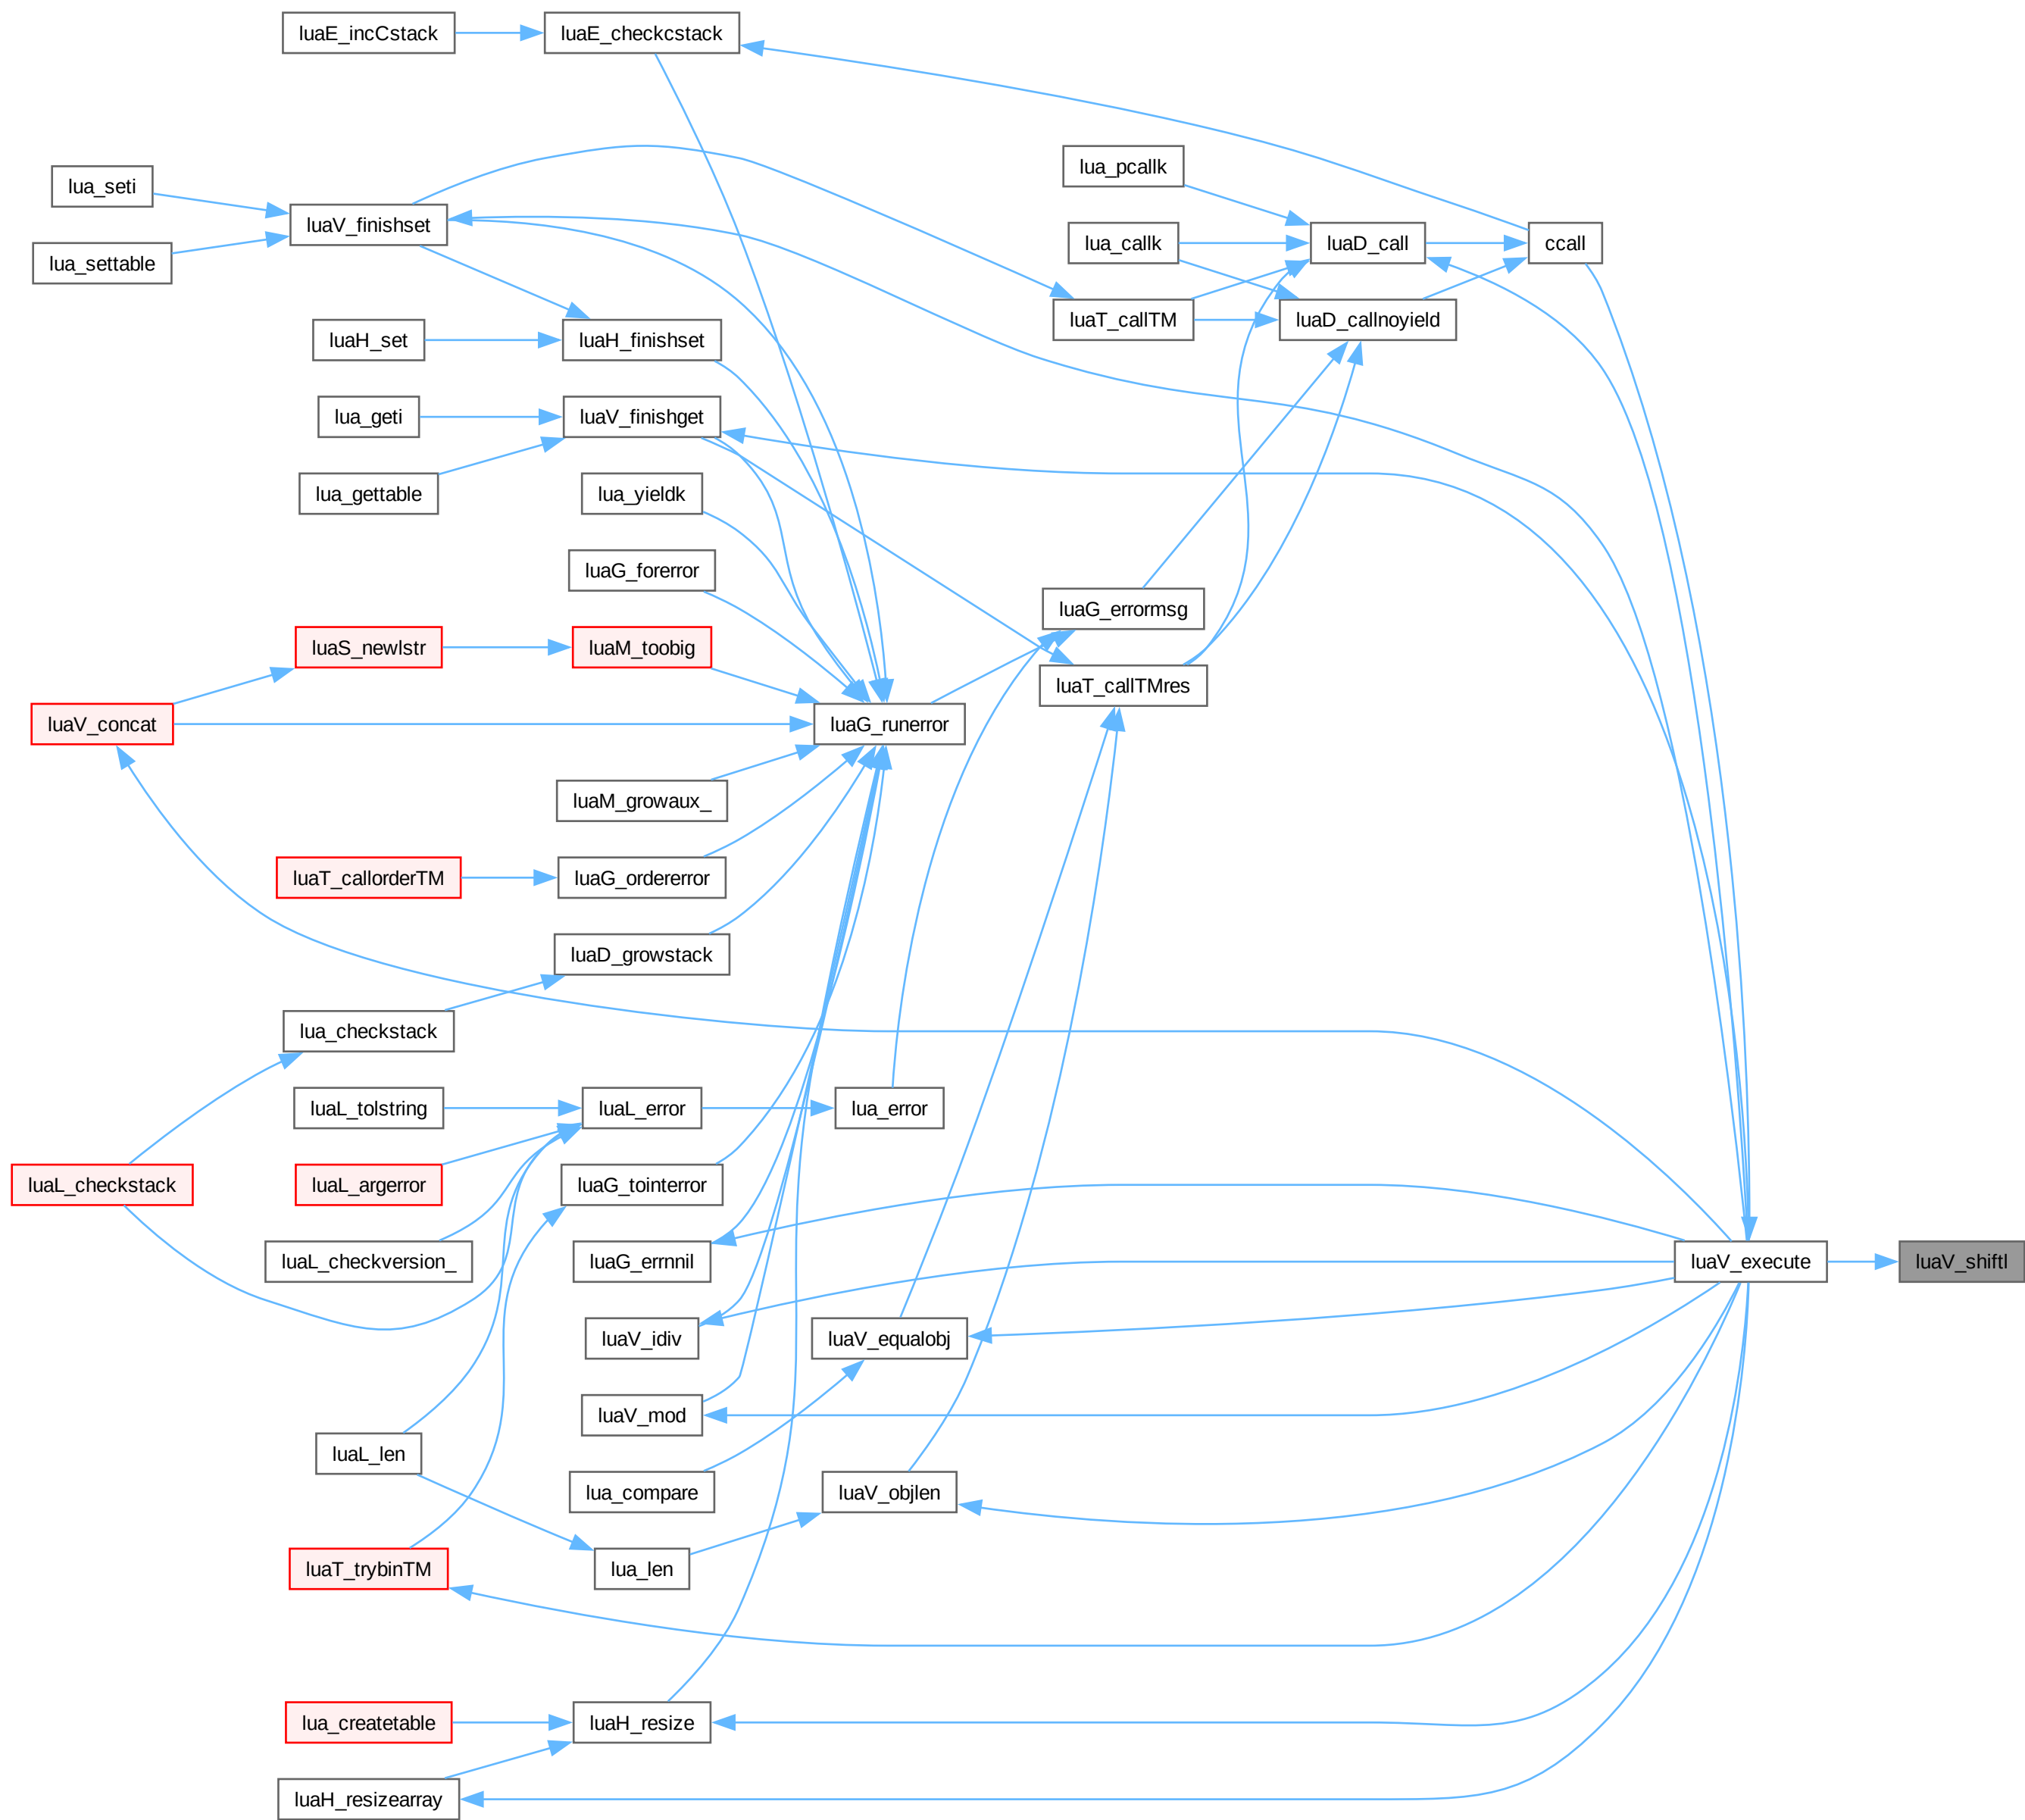 luaE_incCstack
luaE_checkcstack
lua_seti
lua_pcallk
luaV_finishset
lua_callk
luaD_call
ccall
lua_settable
luaT_callTM
luaD_callnoyield
luaH_set
luaH_finishset
lua_geti
luaV_finishget
lua_gettable
lua_yieldk
luaG_forerror
luaG_errormsg
luaS_newlstr
luaM_toobig
luaT_callTMres
luaV_concat
luaG_runerror
luaM_growaux_
luaT_callorderTM
luaG_ordererror
luaD_growstack
lua_checkstack
luaL_tolstring
luaL_error
lua_error
luaL_checkstack
luaL_argerror
luaG_tointerror
luaL_checkversion_
luaG_errnnil
luaV_execute
luaV_shiftl
luaV_idiv
luaV_equalobj
luaV_mod
luaL_len
lua_compare
luaV_objlen
luaT_trybinTM
lua_len
lua_createtable
luaH_resize
luaH_resizearray